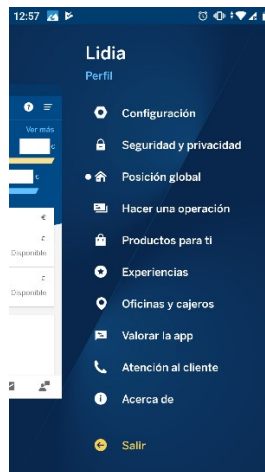 12:57
Lidia
Perfil
Ver más
€
€
€
£
Disponible
£
Disponible
Configuración
Seguridad y privacidad
Posición global
Hacer una operación
Productos para ti
Experiencias
Oficinas y cajeros
Valorar la app
Atención al cliente
Acerca de
Salir